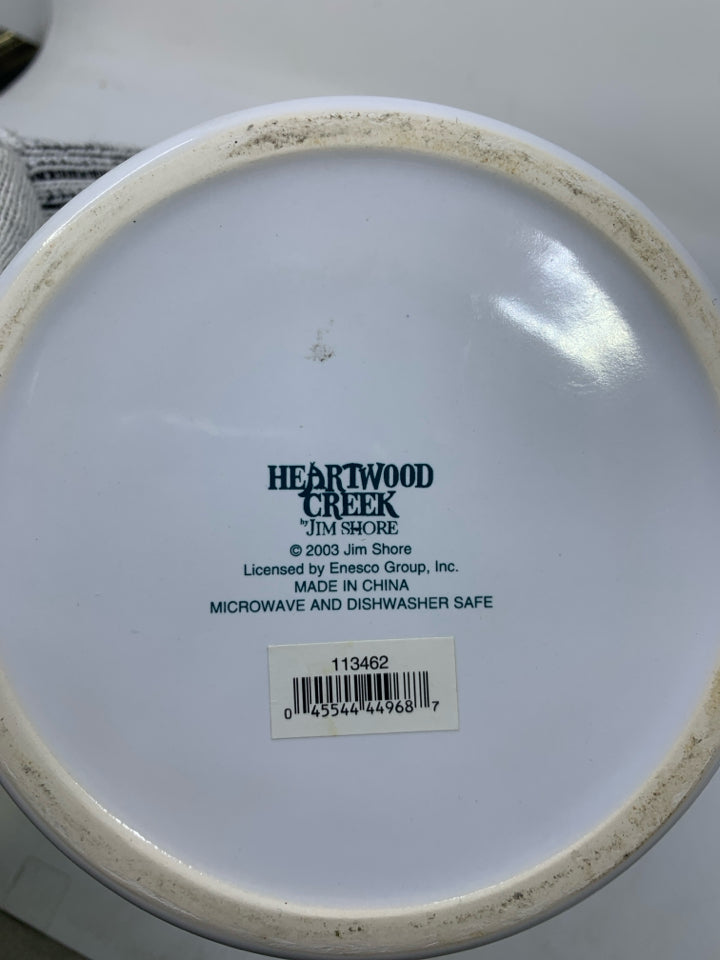 HEARTWOOD
CREEK
by JIM SHORE
© 2003 Jim Shore
Licensed by Enesco Group, Inc.
MADE IN CHINA
MICROWAVE AND DISHWASHER SAFE
113462
0 45544 44968 7